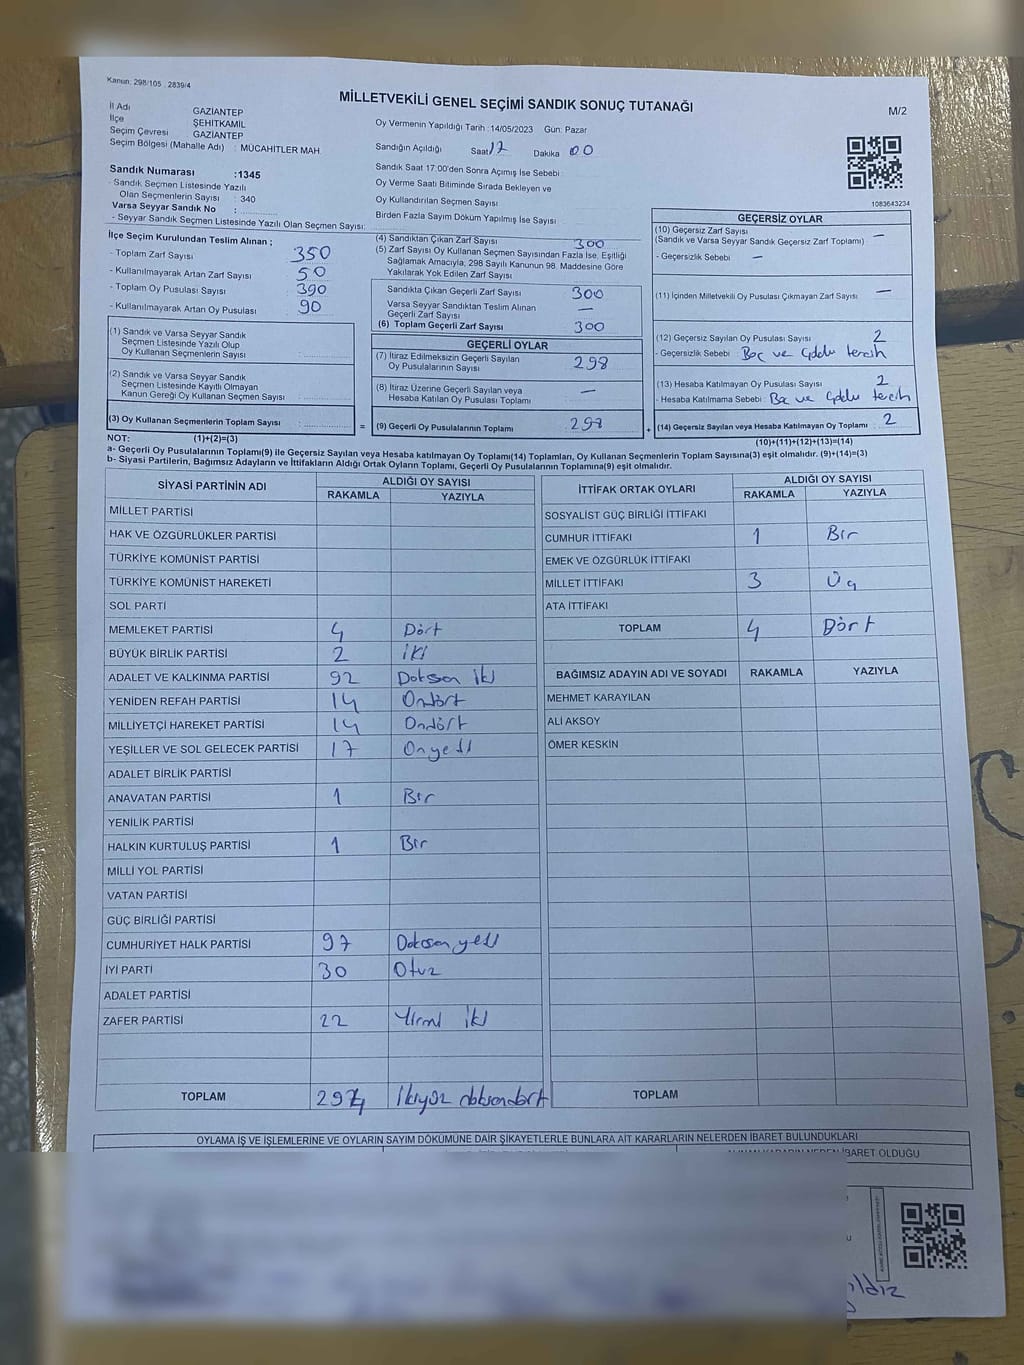 Kanun: 298/105 , 2839/4
MİLLETVEKİLİ GENEL SEÇİMİ SANDIK SONUÇ TUTANAĞI
M/2
İl Adı GAZİANTEP
İlçe ŞEHİTKAMİL
Seçim Çevresi GAZİANTEP
Seçim Bölgesi (Mahalle Adı) : MÜCAHİTLER MAH.
Oy Vermenin Yapıldığı Tarih : 14/05/2023 Gün: Pazar
Sandığın Açıldığı Saat 17 Dakika 00
Sandık Saat 17:00'den Sonra Açımış İse Sebebi
Oy Verme Saati Bitiminde Sırada Bekleyen ve
Oy Kullandırılan Seçmen Sayısı
Birden Fazla Sayım Döküm Yapılmış İse Sayısı
1083643234
Sandık Numarası :1345
- Sandık Seçmen Listesinde Yazılı
Olan Seçmenlerin Sayısı : 340
Varsa Seyyar Sandık No :
- Seyyar Sandık Seçmen Listesinde Yazılı Olan Seçmen Sayısı:
İlçe Seçim Kurulundan Teslim Alınan ;
- Toplam Zarf Sayısı 350
- Kullanılmayarak Artan Zarf Sayısı 50
- Toplam Oy Pusulası Sayısı 390
- Kullanılmayarak Artan Oy Pusulası 90
(1) Sandık ve Varsa Seyyar Sandık
Seçmen Listesinde Yazılı Olup
Oy Kullanan Seçmenlerin Sayısı :
(2) Sandık ve Varsa Seyyar Sandık
Seçmen Listesinde Kayıtlı Olmayan
Kanun Gereği Oy Kullanan Seçmen Sayısı :
(3) Oy Kullanan Seçmenlerin Toplam Sayısı : =
(4) Sandıktan Çıkan Zarf Sayısı 300
(5) Zarf Sayısı Oy Kullanan Seçmen Sayısından Fazla İse, Eşitliği
Sağlamak Amacıyla, 298 Sayılı Kanunun 98. Maddesine Göre
Yakılarak Yok Edilen Zarf Sayısı
Sandıkta Çıkan Geçerli Zarf Sayısı 300
Varsa Seyyar Sandıktan Teslim Alınan
Geçerli Zarf Sayısı —
(6) Toplam Geçerli Zarf Sayısı 300
GEÇERLİ OYLAR
(7) İtiraz Edilmeksizin Geçerli Sayılan
Oy Pusulalarının Sayısı 298
(8) İtiraz Üzerine Geçerli Sayılan veya
Hesaba Katılan Oy Pusulası Toplamı —
(9) Geçerli Oy Pusulalarının Toplamı 298 +
GEÇERSİZ OYLAR
(10) Geçersiz Zarf Sayısı —
(Sandık ve Varsa Seyyar Sandık Geçersiz Zarf Toplamı)
- Geçersizlik Sebebi —
(11) İçinden Milletvekili Oy Pusulası Çıkmayan Zarf Sayısı —
(12) Geçersiz Sayılan Oy Pusulası Sayısı 2
- Geçersizlik Sebebi : Boş ve çoklu tercih
(13) Hesaba Katılmayan Oy Pusulası Sayısı 2
- Hesaba Katılmama Sebebi : Boş ve çoklu tercih
(14) Geçersiz Sayılan veya Hesaba Katılmayan Oy Toplamı 2
NOT: (1)+(2)=(3) (10)+(11)+(12)+(13)=(14)
a- Geçerli Oy Pusulalarının Toplamı(9) ile Geçersiz Sayılan veya Hesaba katılmayan Oy Toplamı(14) Toplamları, Oy Kullanan Seçmenlerin Toplam Sayısına(3) eşit olmalıdır. (9)+(14)=(3)
b- Siyasi Partilerin, Bağımsız Adayların ve İttifakların Aldığı Ortak Oyların Toplamı, Geçerli Oy Pusulalarının Toplamına(9) eşit olmalıdır.
SİYASİ PARTİNİN ADI ALDIĞI OY SAYISI
RAKAMLA YAZIYLA
MİLLET PARTİSİ
HAK VE ÖZGÜRLÜKLER PARTİSİ
TÜRKİYE KOMÜNİST PARTİSİ
TÜRKİYE KOMÜNİST HAREKETİ
SOL PARTİ
MEMLEKET PARTİSİ 4 Dört
BÜYÜK BİRLİK PARTİSİ 2 iki
ADALET VE KALKINMA PARTİSİ 92 Doksan iki
YENİDEN REFAH PARTİSİ 14 Ondört
MİLLİYETÇİ HAREKET PARTİSİ 14 Ondört
YEŞİLLER VE SOL GELECEK PARTİSİ 17 Onyedi
ADALET BİRLİK PARTİSİ
ANAVATAN PARTİSİ 1 Bir
YENİLİK PARTİSİ
HALKIN KURTULUŞ PARTİSİ 1 Bir
MİLLİ YOL PARTİSİ
VATAN PARTİSİ
GÜÇ BİRLİĞİ PARTİSİ
CUMHURİYET HALK PARTİSİ 97 Doksan yedi
İYİ PARTİ 30 Otuz
ADALET PARTİSİ
ZAFER PARTİSİ 22 Yirmi iki
TOPLAM 294 ikiyüz doksandört
İTTİFAK ORTAK OYLARI ALDIĞI OY SAYISI
RAKAMLA YAZIYLA
SOSYALİST GÜÇ BİRLİĞİ İTTİFAKI
CUMHUR İTTİFAKI 1 Bir
EMEK VE ÖZGÜRLÜK İTTİFAKI
MİLLET İTTİFAKI 3 Üç
ATA İTTİFAKI
TOPLAM 4 Dört
BAĞIMSIZ ADAYIN ADI VE SOYADI RAKAMLA YAZIYLA
MEHMET KARAYILAN
ALİ AKSOY
ÖMER KESKİN
TOPLAM
OYLAMA İŞ VE İŞLEMLERİNE VE OYLARIN SAYIM DÖKÜMÜNE DAİR ŞİKAYETLERLE BUNLARA AİT KARARLARIN NELERDEN İBARET BULUNDUKLARI
İBARET OLDUĞU